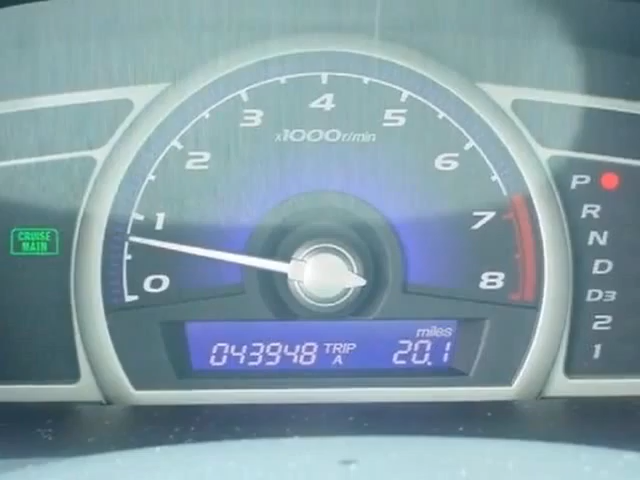 4
3 5
x1000r/min
2 6
1 7
0 8
CRUISE
MAIN
P
R
N
D
D3
2
1
miles
043948 TRIP A 20.1